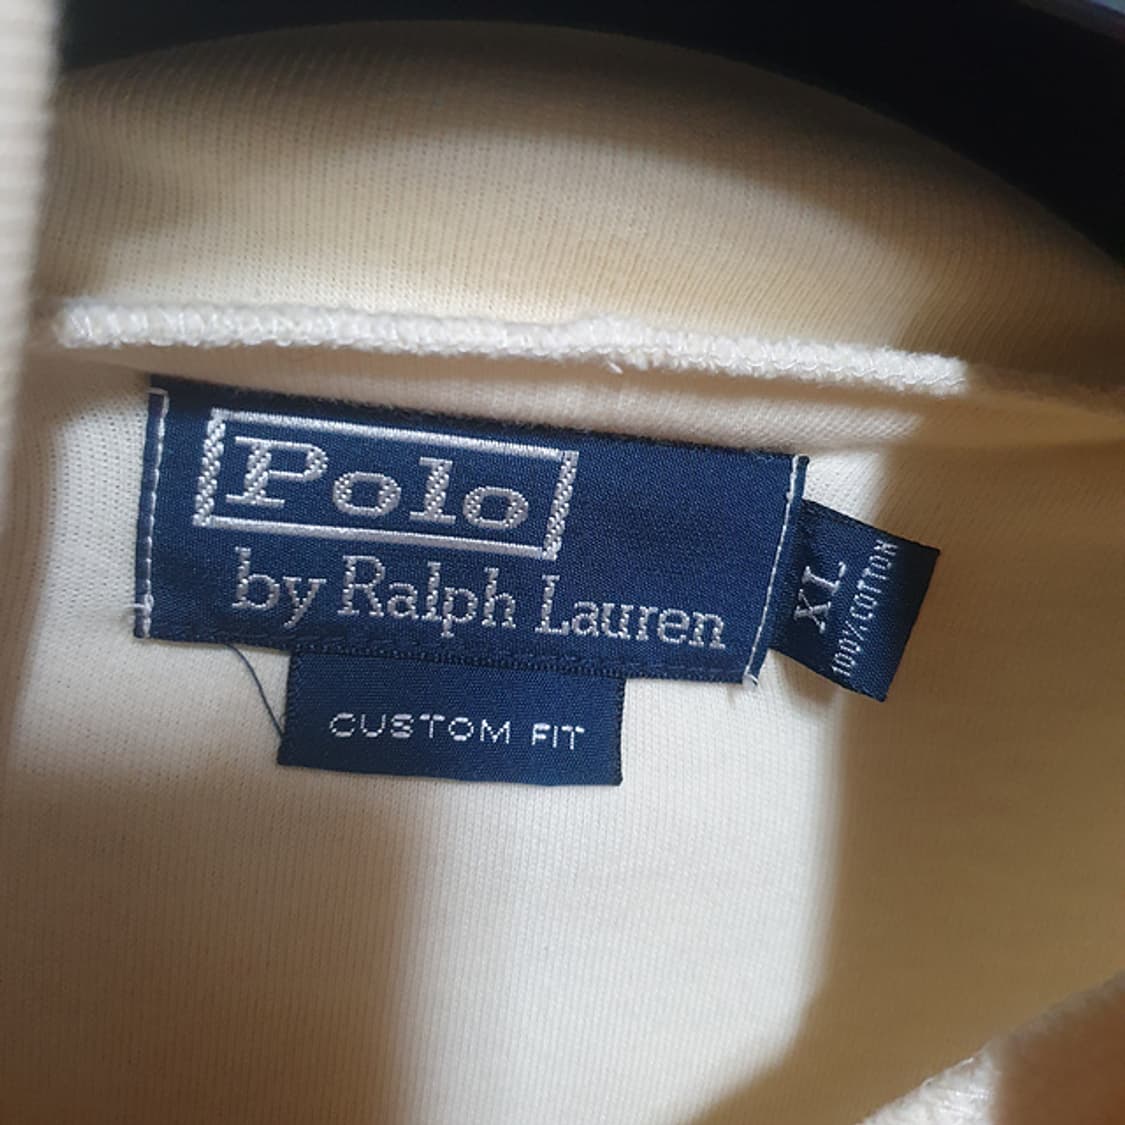 Polo
by Ralph Lauren
CUSTOM FIT
XL
100% COTTON